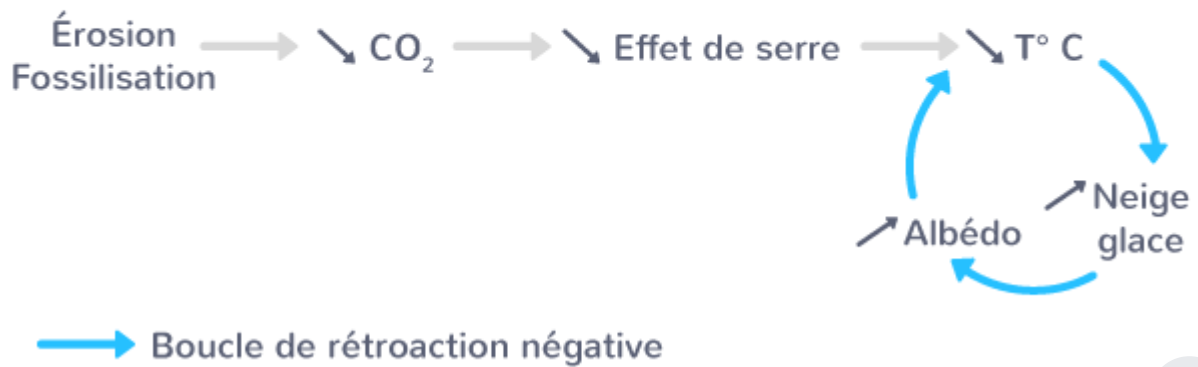 Érosion
Fossilisation
CO₂
Effet de serre
T° C
Neige
glace
Albédo
Boucle de rétroaction négative